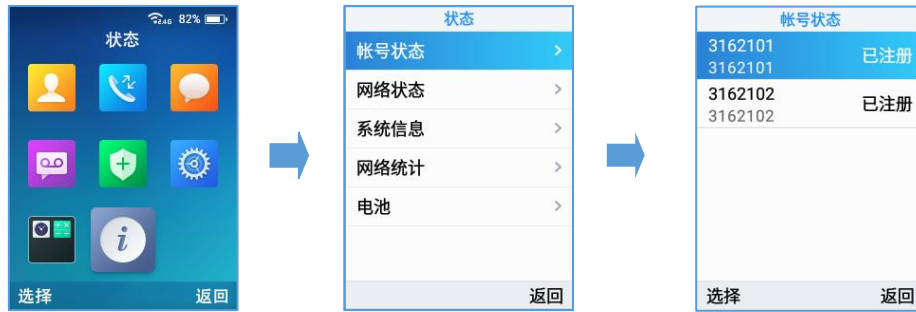 2.4G 82%
状态
选择 返回
状态
帐号状态
网络状态
系统信息
网络统计
电池
返回
帐号状态
3162101 已注册
3162101
3162102 已注册
3162102
选择 返回